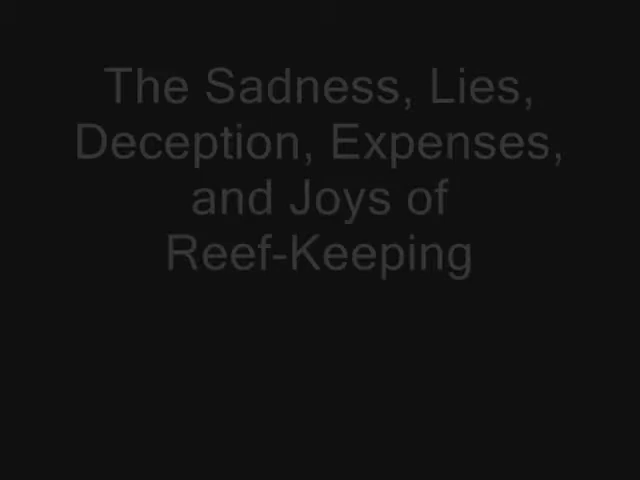 The Sadness, Lies,
Deception, Expenses,
and Joys of
Reef-Keeping